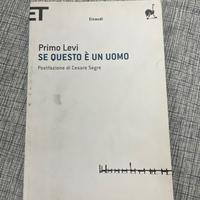 ET
Einaudi
Primo Levi
SE QUESTO È UN UOMO
Postfazione di Cesare Segre